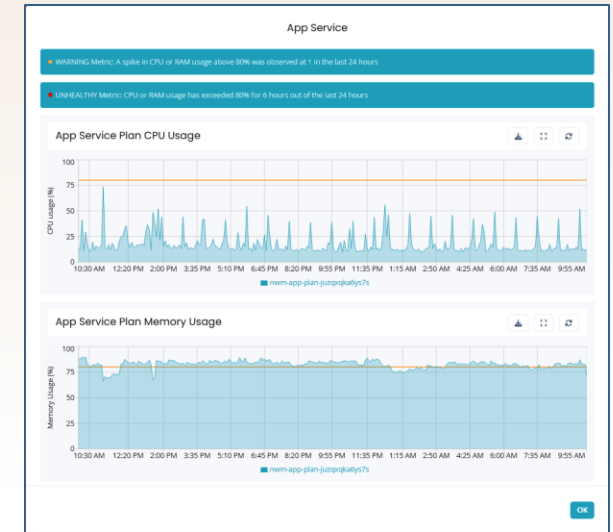 App Service
WARNING Metric: A spike in CPU or RAM usage above 80% was observed at 1 in the last 24 hours
UNHEALTHY Metric: CPU or RAM usage has exceeded 80% for 6 hours out of the last 24 hours
App Service Plan CPU Usage
100
75
50
25
0
CPU usage (%)
10:30 AM 12:20 PM 2:00 PM 3:35 PM 5:10 PM 6:45 PM 8:20 PM 9:55 PM 11:35 PM 1:15 AM 2:50 AM 4:25 AM 6:00 AM 7:35 AM 9:55 AM
nwm-app-plan-juzqxqka6ys7s
App Service Plan Memory Usage
100
75
50
25
0
Memory Usage (%)
10:30 AM 12:20 PM 2:00 PM 3:35 PM 5:10 PM 6:45 PM 8:20 PM 9:55 PM 11:35 PM 1:15 AM 2:50 AM 4:25 AM 6:00 AM 7:35 AM 9:55 AM
nwm-app-plan-juzqxqka6ys7s
OK